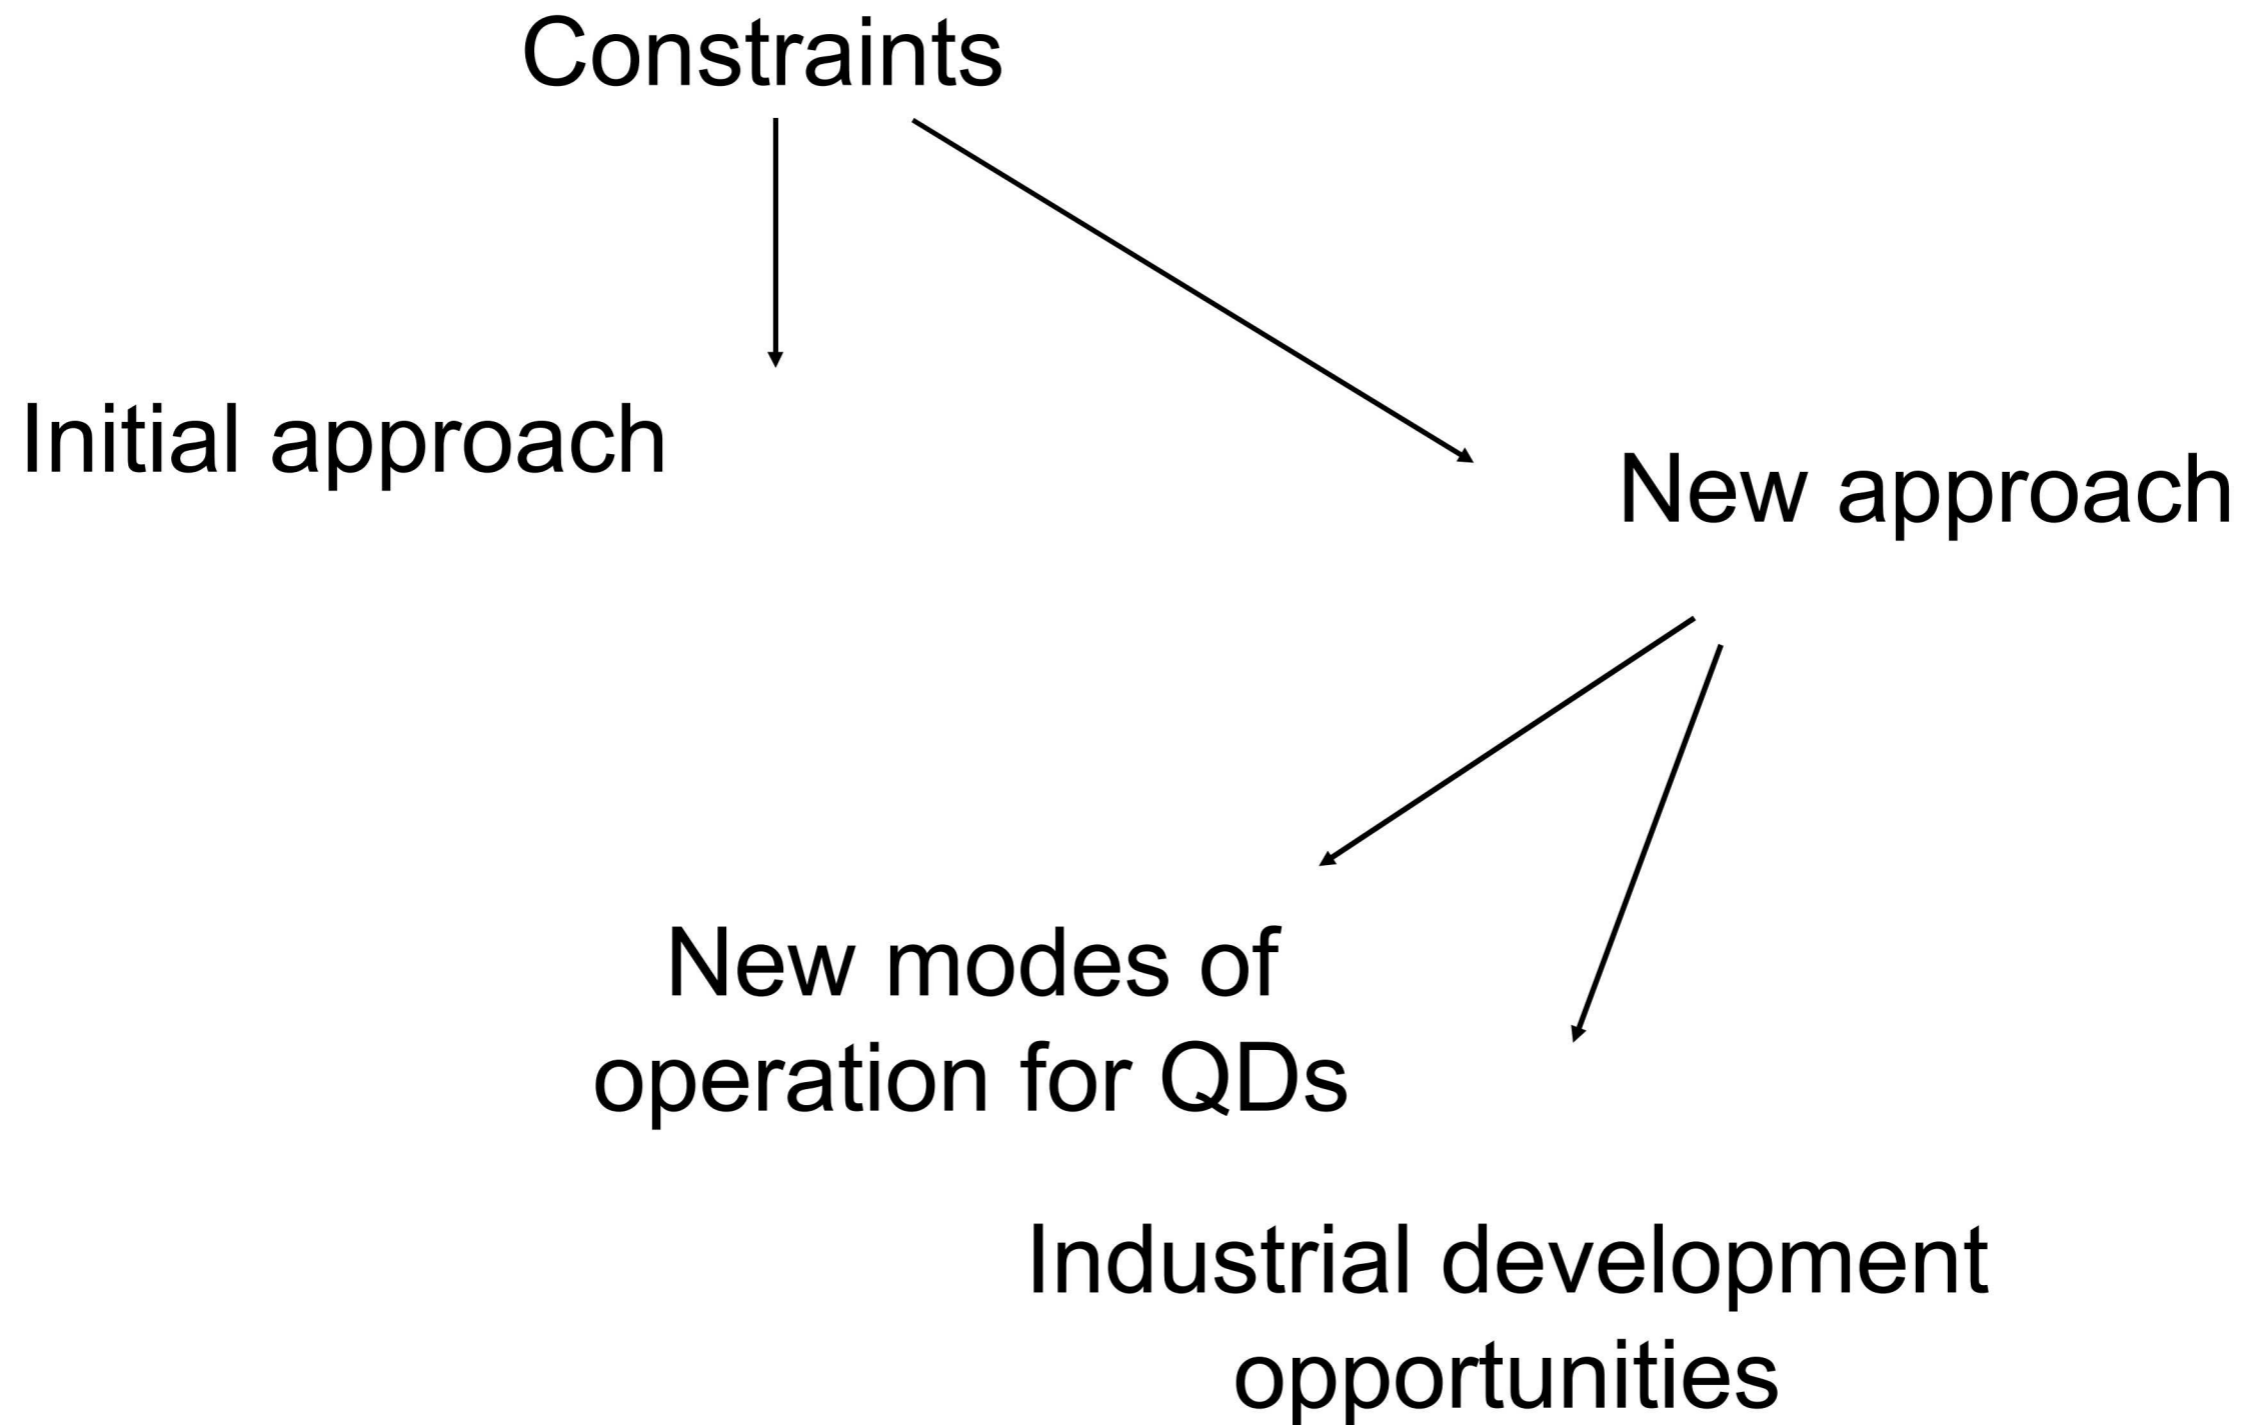 Constraints
Initial approach
New approach
New modes of
operation for QDs
Industrial development
opportunities